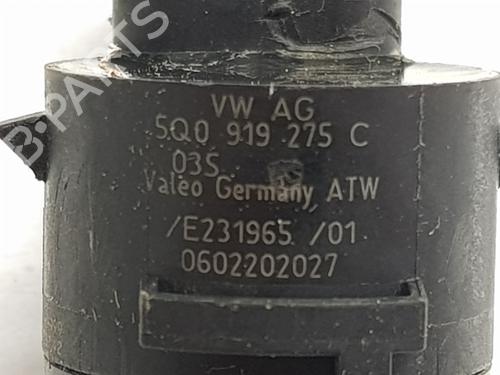 B-PARTS
VW AG
5Q0 919 275 C
03S
Valeo Germany ATW
/E231965 /01
0602202027